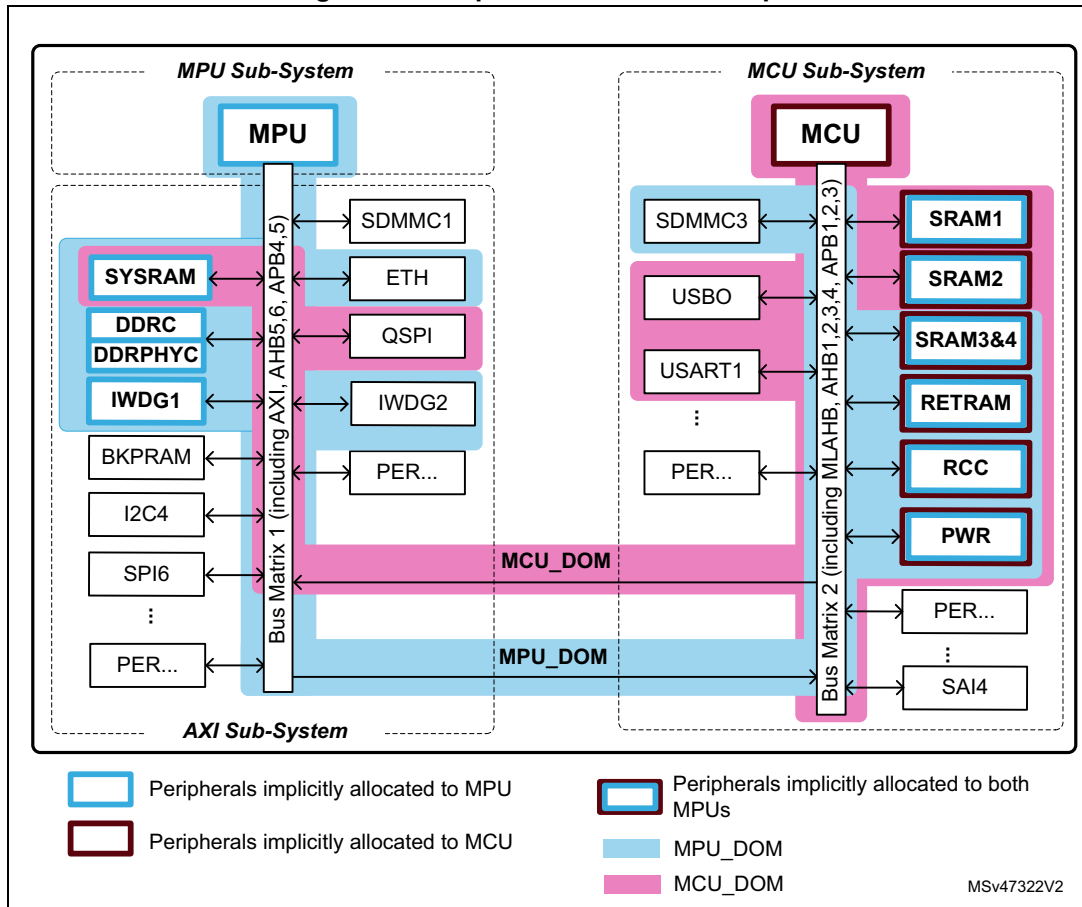 MPU Sub-System
MCU Sub-System
MPU
MCU
Bus Matrix 1 (including AXI, AHB5,6, APB4,5)
SDMMC1
SYSRAM
ETH
DDRC
DDRPHYC
QSPI
IWDG1
IWDG2
BKPRAM
PER...
I2C4
SPI6
...
PER...
AXI Sub-System
MCU_DOM
MPU_DOM
Bus Matrix 2 (including MLAHB, AHB1,2,3,4, APB1,2,3)
SDMMC3
SRAM1
USBO
SRAM2
USART1
SRAM3&4
...
RETRAM
PER...
RCC
PWR
PER...
...
SAI4
Peripherals implicitly allocated to MPU
Peripherals implicitly allocated to MCU
Peripherals implicitly allocated to both
MPUs
MPU_DOM
MCU_DOM
MSv47322V2